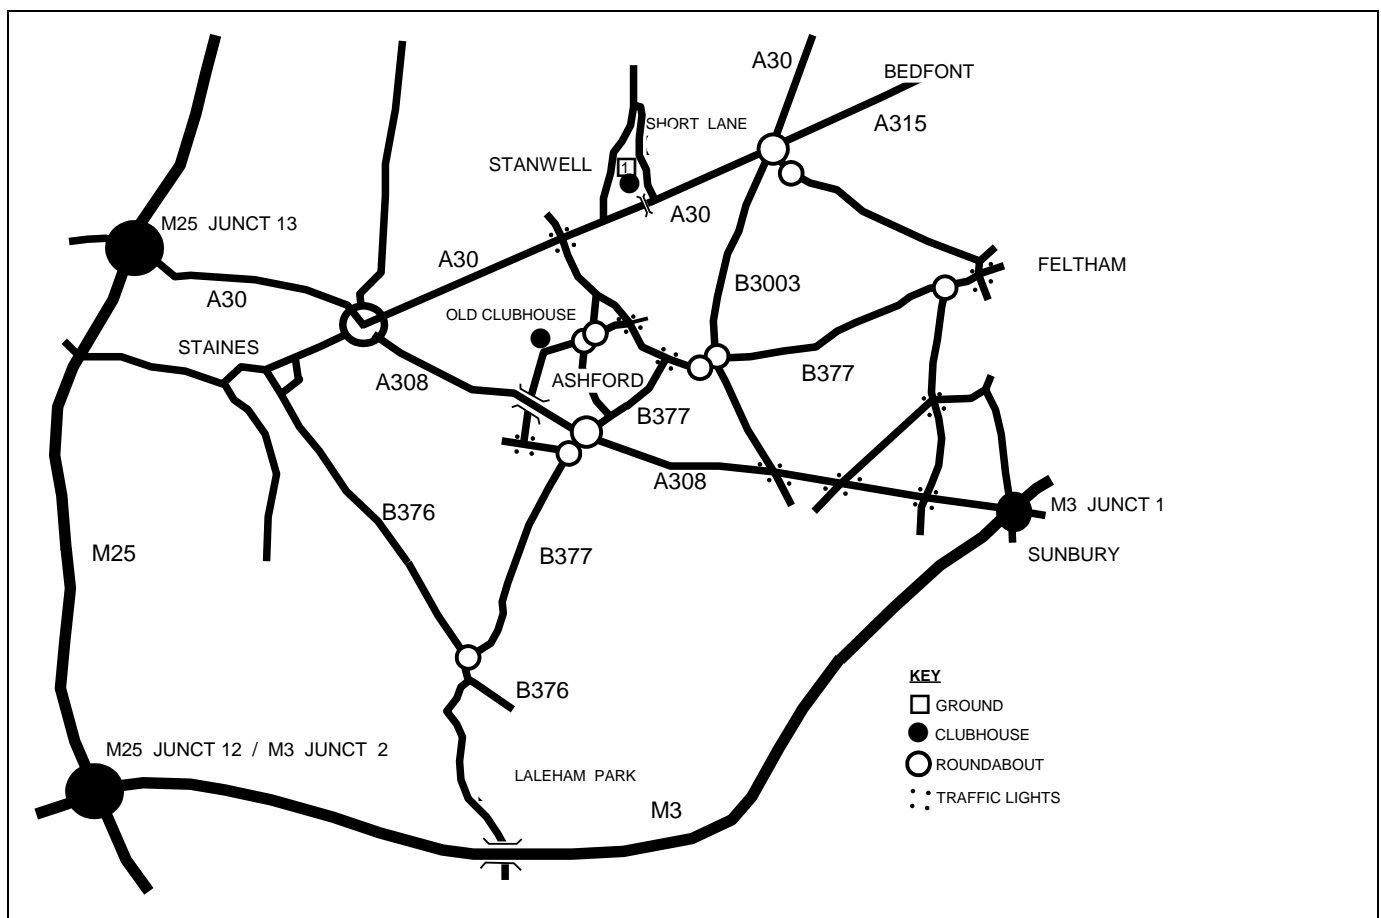 A30
BEDFONT
A315
SHORT LANE
STANWELL
1
M25 JUNCT 13
A30
A30
FELTHAM
B3003
A30
OLD CLUBHOUSE
STAINES
A308
ASHFORD
B377
B377
A308
M3 JUNCT 1
B376
M25
B377
SUNBURY
KEY
B376
GROUND
CLUBHOUSE
M25 JUNCT 12 / M3 JUNCT 2
ROUNDABOUT
LALEHAM PARK
TRAFFIC LIGHTS
M3